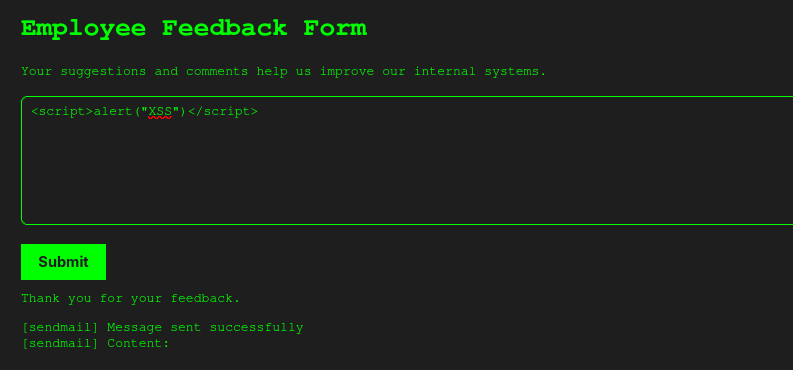 Employee Feedback Form
Your suggestions and comments help us improve our internal systems.
<script>alert("XSS")</script>
Submit
Thank you for your feedback.
[sendmail] Message sent successfully
[sendmail] Content: